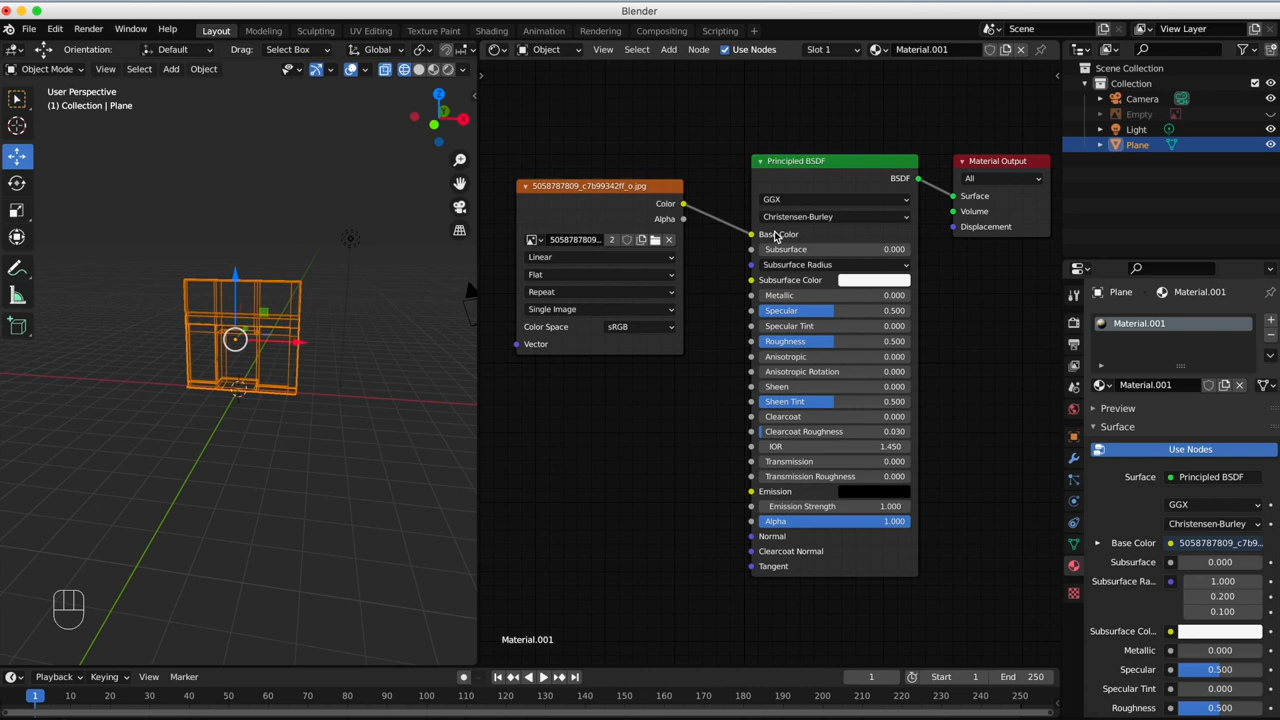 Blender
File Edit Render Window Help Layout Modeling Sculpting UV Editing Texture Paint Shading Animation Rendering Compositing Scripting + Scene View Layer
Orientation: Default Drag: Select Box Global Object View Select Add Node Use Nodes Slot 1 Material.001
Object Mode View Select Add Object
User Perspective
(1) Collection | Plane
Z
Y
X
5058787809_c7b99342ff_o.jpg
Color
Alpha
5058787809... 2
Linear
Flat
Repeat
Single Image
Color Space sRGB
Vector
Principled BSDF
BSDF
GGX
Christensen-Burley
Base Color
Subsurface 0.000
Subsurface Radius
Subsurface Color
Metallic 0.000
Specular 0.500
Specular Tint 0.000
Roughness 0.500
Anisotropic 0.000
Anisotropic Rotation 0.000
Sheen 0.000
Sheen Tint 0.500
Clearcoat 0.000
Clearcoat Roughness 0.030
IOR 1.450
Transmission 0.000
Transmission Roughness 0.000
Emission
Emission Strength 1.000
Alpha 1.000
Normal
Clearcoat Normal
Tangent
Material Output
All
Surface
Volume
Displacement
Material.001
Scene Collection
Collection
Camera
Empty
Light
Plane
Plane Material.001
Material.001
Material.001
Preview
Surface
Use Nodes
Surface Principled BSDF
GGX
Christensen-Burley
Base Color 5058787809_c7b9...
Subsurface 0.000
Subsurface Ra... 1.000
0.200
0.100
Subsurface Col...
Metallic 0.000
Specular 0.500
Specular Tint 0.000
Roughness 0.500
Playback Keying View Marker 1 Start 1 End 250
1 10 20 30 40 50 60 70 80 90 100 110 120 130 140 150 160 170 180 190 200 210 220 230 240 250